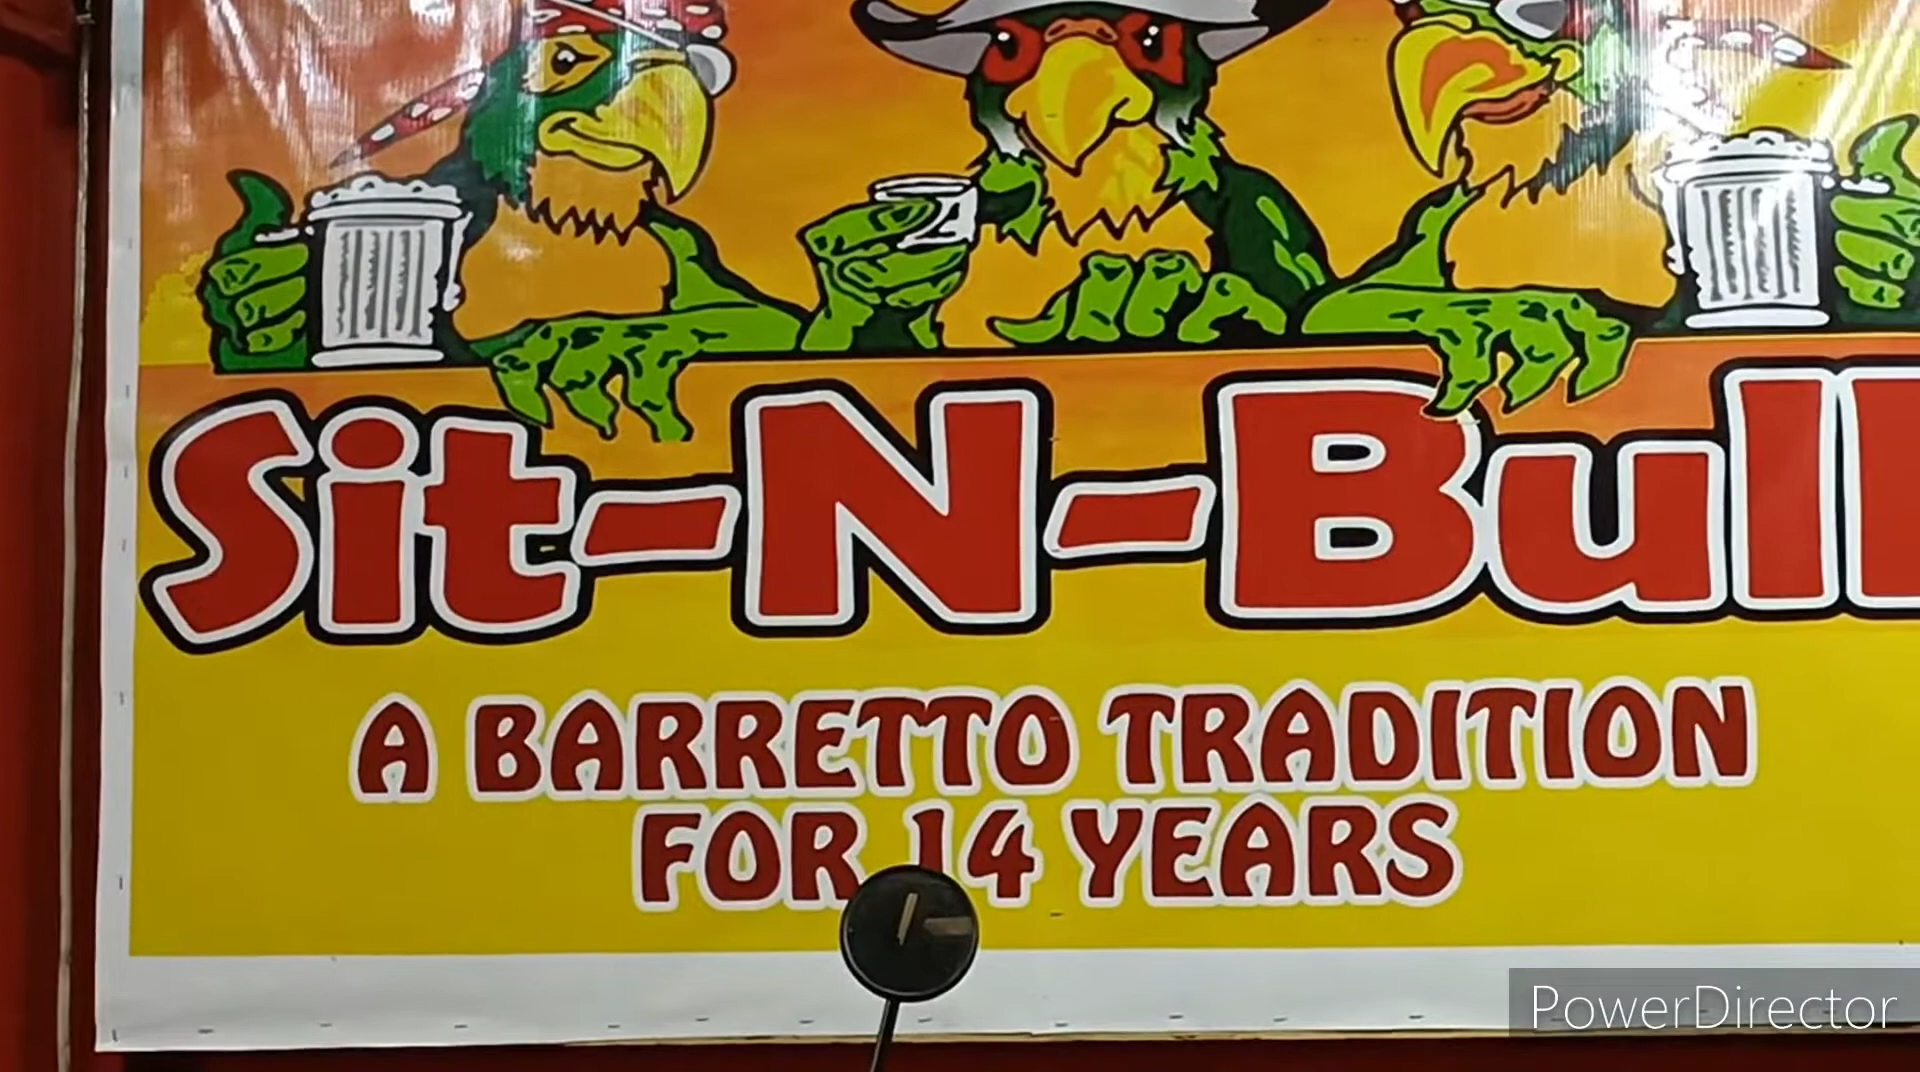 Sit-N-Bull
A BARRETTO TRADITION
FOR 14 YEARS
PowerDirector